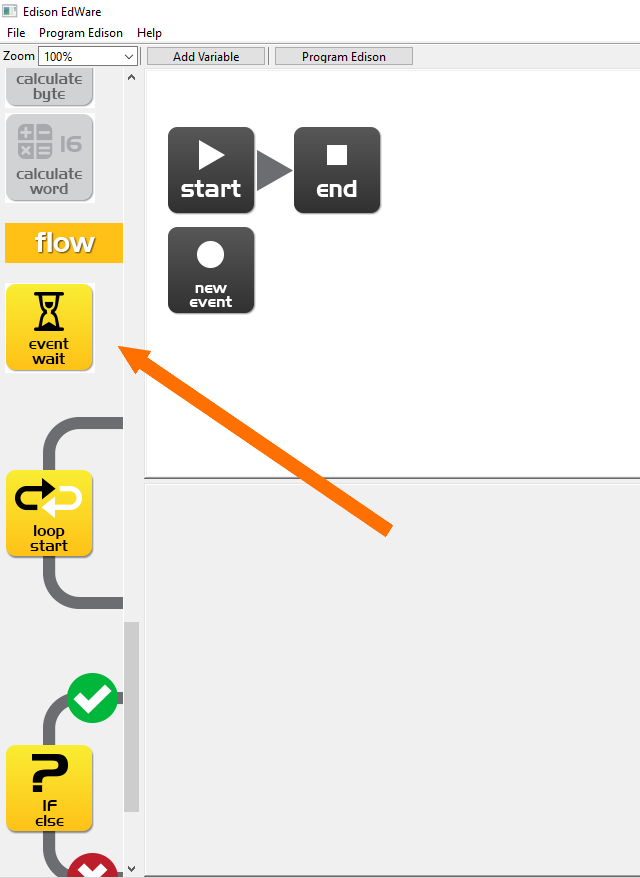 Edison EdWare
File Program Edison Help
Zoom 100% Add Variable Program Edison
calculate
byte
16
calculate
word
flow
event
wait
loop
start
IF
else
start
end
new
event